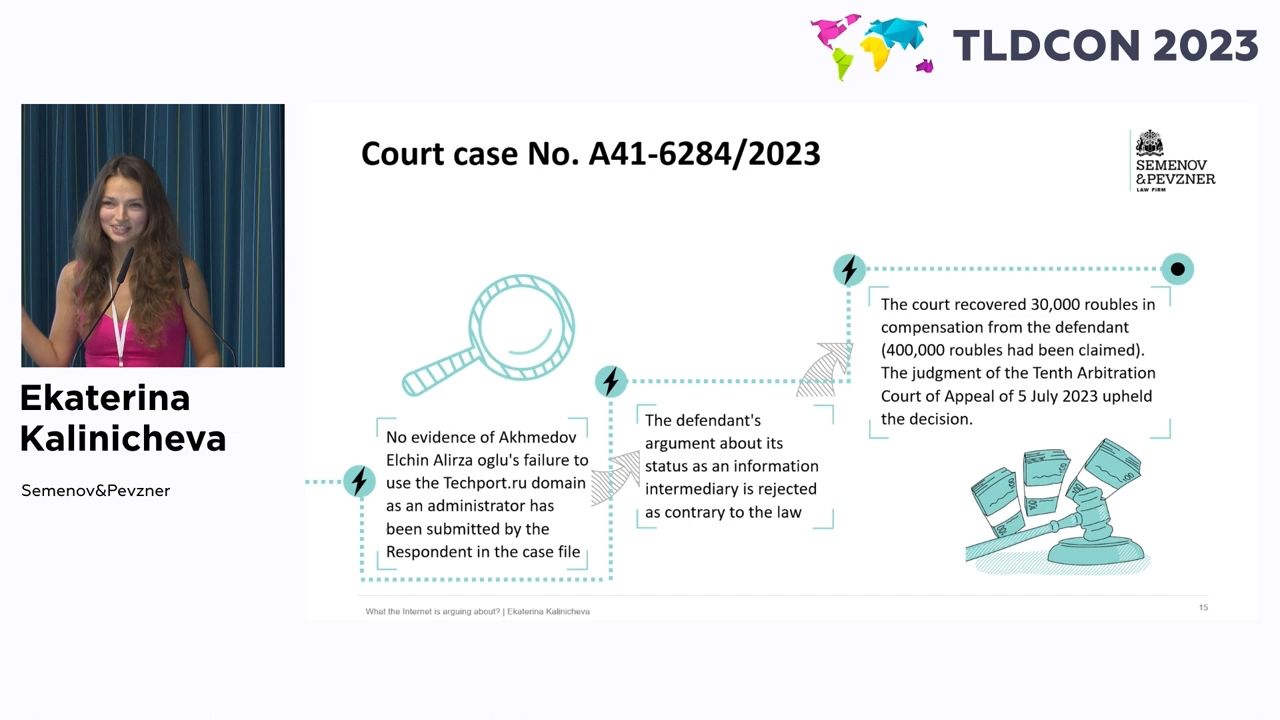 TLDCON 2023
Court case No. A41-6284/2023
SEMENOV
&PEVZNER
LAW FIRM
Ekaterina
Kalinicheva
Semenov&Pevzner
No evidence of Akhmedov
Elchin Alirza oglu's failure to
use the Techport.ru domain
as an administrator has
been submitted by the
Respondent in the case file
The defendant's
argument about its
status as an information
intermediary is rejected
as contrary to the law
The court recovered 30,000 roubles in
compensation from the defendant
(400,000 roubles had been claimed).
The judgment of the Tenth Arbitration
Court of Appeal of 5 July 2023 upheld
the decision.
What the Internet is arguing about? | Ekaterina Kalinicheva
15